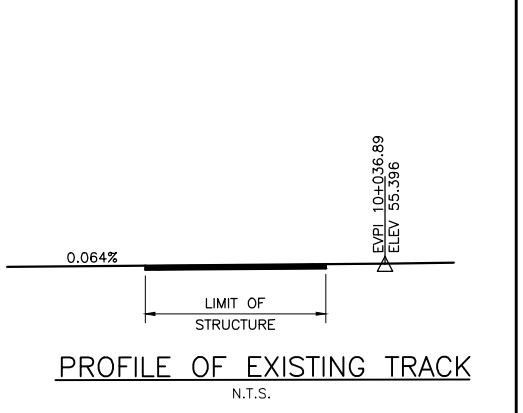 EVPI 10+036.89
ELEV 55.396
0.064%
LIMIT OF
STRUCTURE
PROFILE OF EXISTING TRACK
N.T.S.